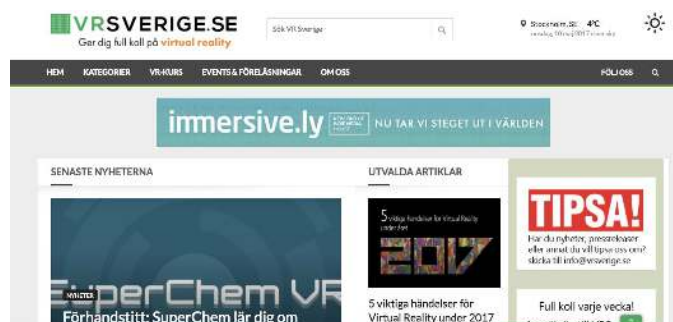 VRSVERIGE.SE
Ger dig full koll på virtual reality
Sök VR Sverige
Stockholm, SE 4°C
HEM KATEGORIER VR-KURS EVENTS & FÖRELÄSNINGAR OM OSS FÖLJ OSS
immersive.ly
NU TAR VI STEGET UT I VÄRLDEN
SENASTE NYHETERNA
SuperChem VR
NYHETER
Förhandstitt: SuperChem lär dig om
UTVALDA ARTIKLAR
5 viktiga händelser för Virtual Reality
under året
2017
5 viktiga händelser för
Virtual Reality under 2017
TIPSA!
Har du nyheter, pressreleaser
eller annat du vill tipsa oss om?
skicka till info@vrsverige.se
Full koll varje vecka!